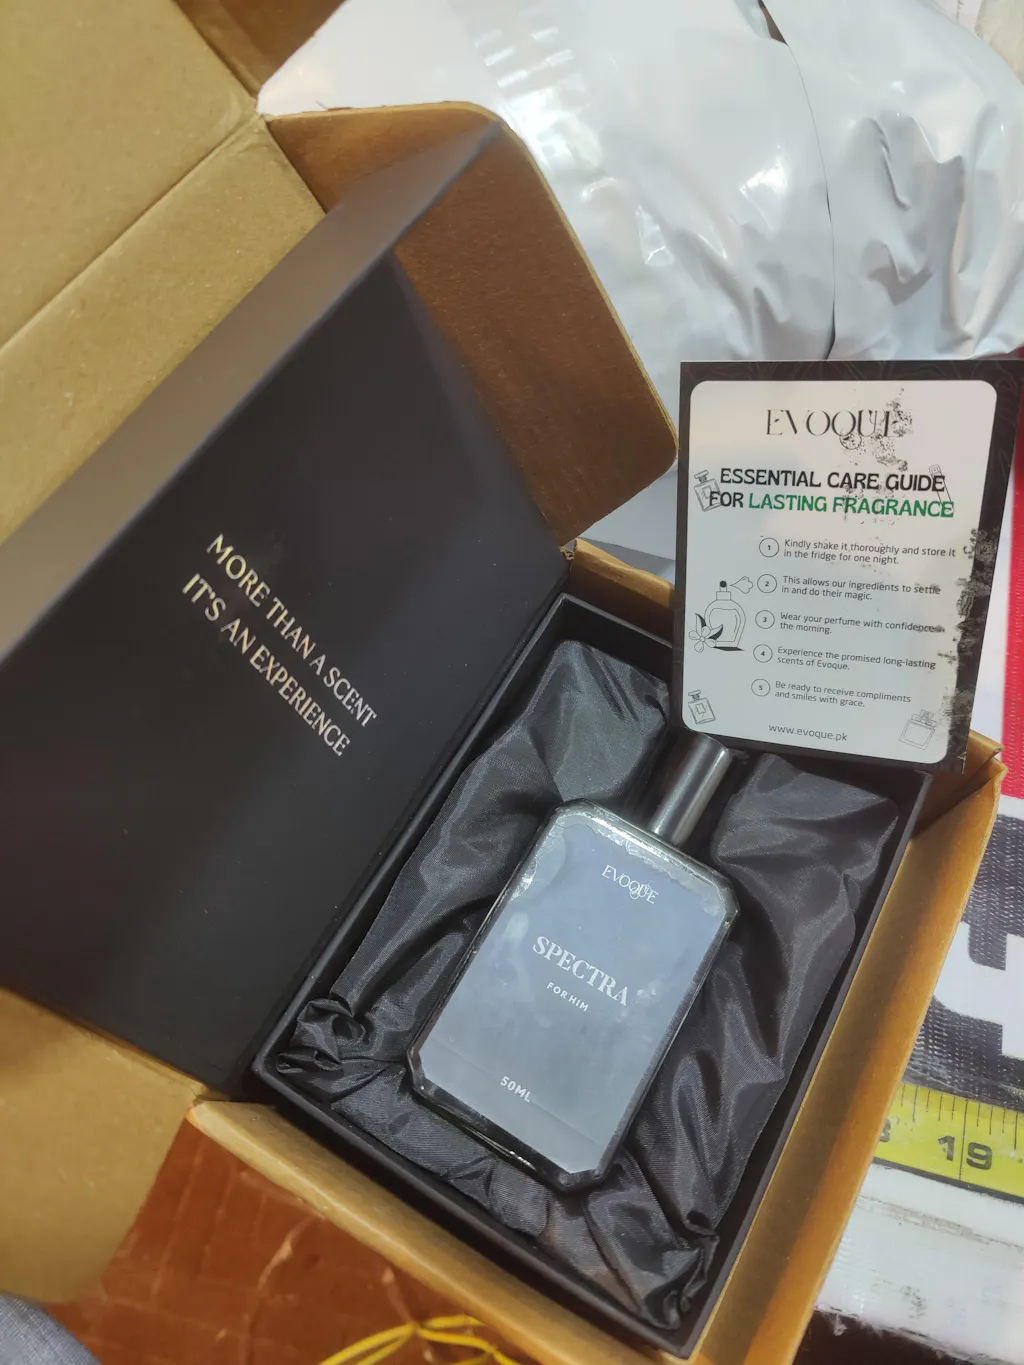 MORE THAN A SCENT
IT'S AN EXPERIENCE
EVOQUE
ESSENTIAL CARE GUIDE
FOR LASTING FRAGRANCE
1 Kindly shake it thoroughly and store it
in the fridge for one night.
2 This allows our ingredients to settle
in and do their magic.
3 Wear your perfume with confidence in
the morning.
4 Experience the promised long-lasting
scents of Evoque.
5 Be ready to receive compliments
and smiles with grace.
www.evoque.pk
EVOQUE
SPECTRA
FOR HIM
50ML
19